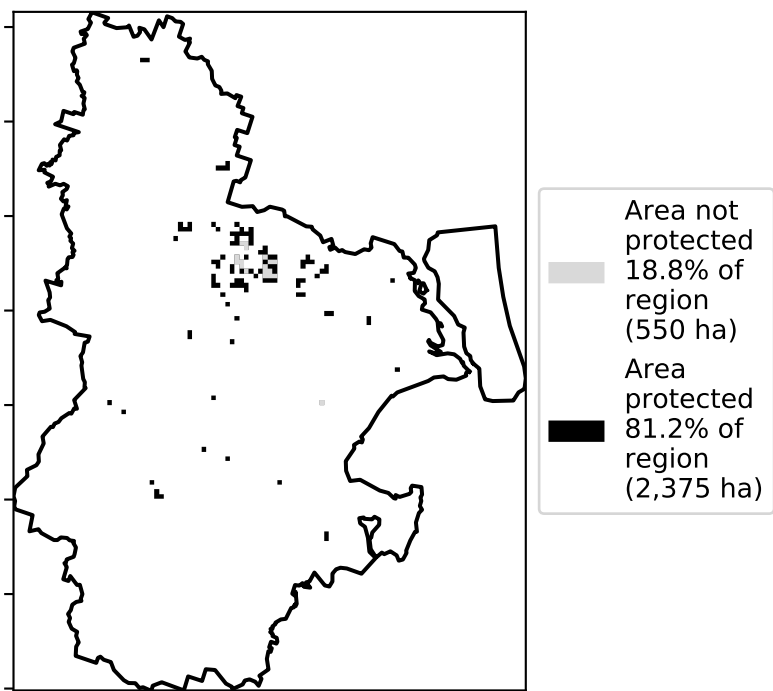 Area not
protected
18.8% of
region
(550 ha)
Area
protected
81.2% of
region
(2,375 ha)